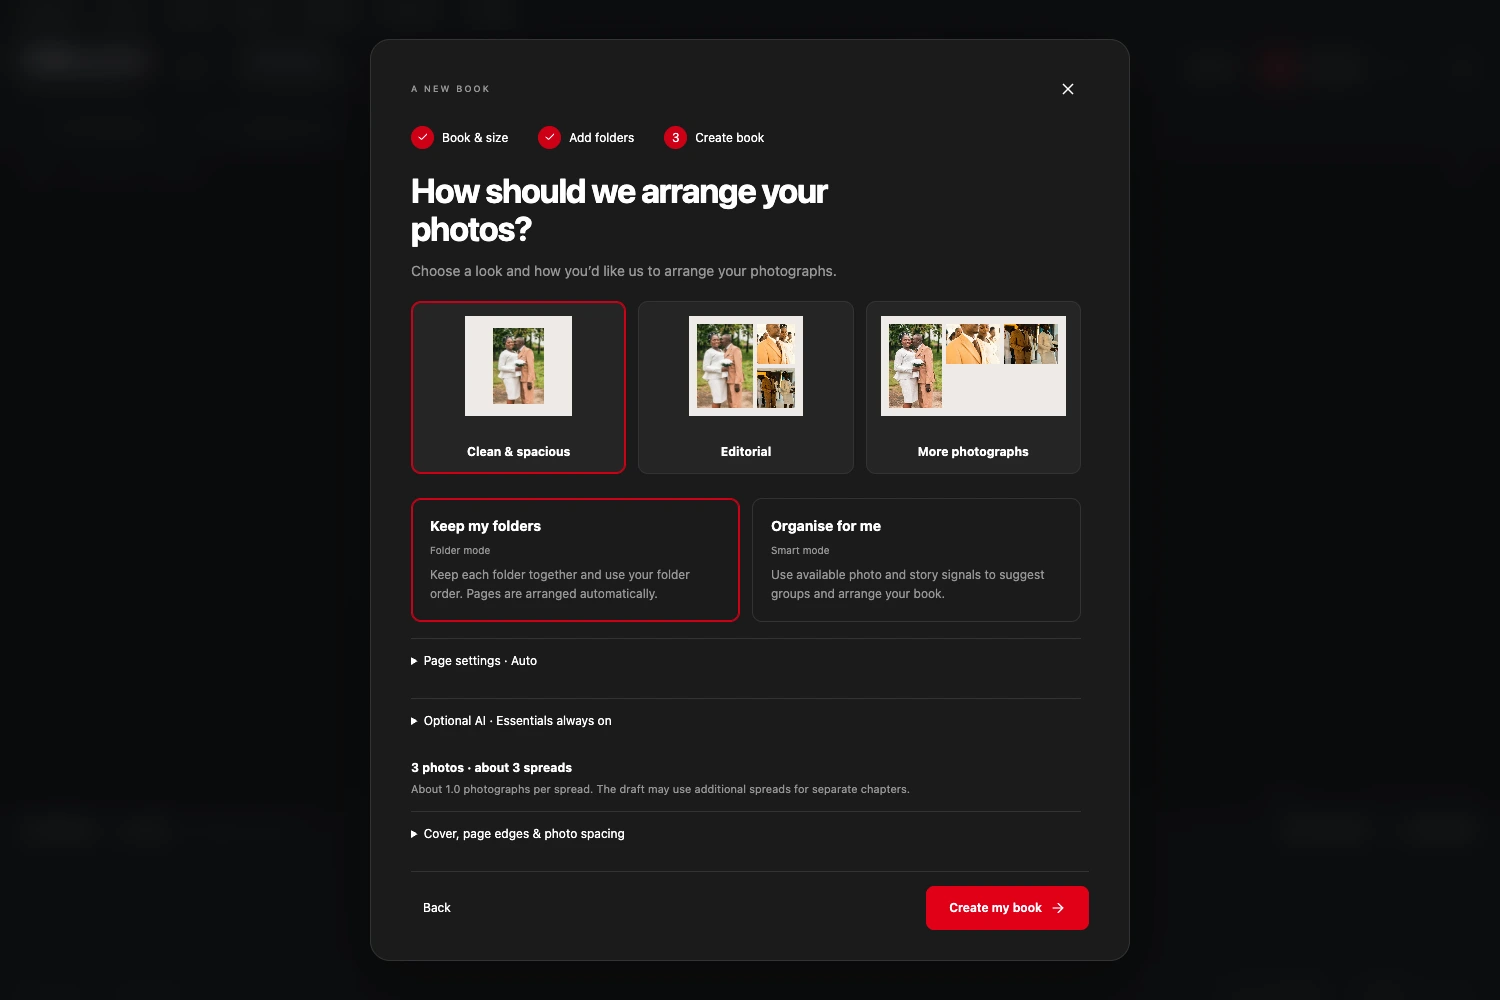 A NEW BOOK
Book & size
Add folders
3 Create book
How should we arrange your
photos?
Choose a look and how you’d like us to arrange your photographs.
Clean & spacious
Editorial
More photographs
Keep my folders
Folder mode
Keep each folder together and use your folder
order. Pages are arranged automatically.
Organise for me
Smart mode
Use available photo and story signals to suggest
groups and arrange your book.
Page settings · Auto
Optional AI · Essentials always on
3 photos · about 3 spreads
About 1.0 photographs per spread. The draft may use additional spreads for separate chapters.
Cover, page edges & photo spacing
Back
Create my book